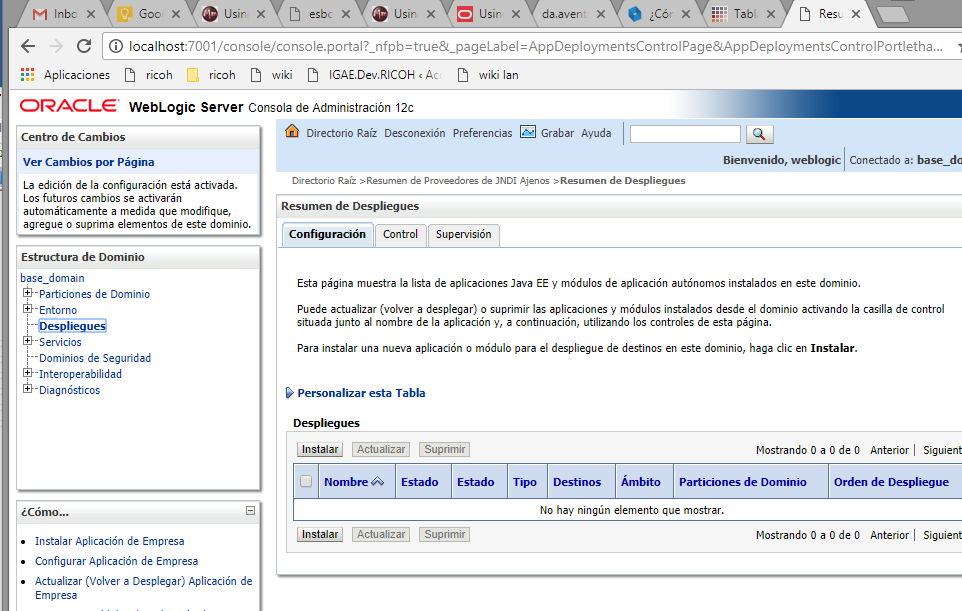 Inbo
Goo
Usin
esbc
Usin
Usin
da.avent
¿Cór
Tabl
Resu
localhost:7001/console/console.portal?_nfpb=true&_pageLabel=AppDeploymentsControlPage&AppDeploymentsControlPortletha...
Aplicaciones ricoh ricoh wiki IGAE.Dev.RICOH ‹ Acc wiki lan
ORACLE WebLogic Server Consola de Administración 12c
Centro de Cambios
Ver Cambios por Página
La edición de la configuración está activada.
Los futuros cambios se activarán
automáticamente a medida que modifique,
agregue o suprima elementos de este dominio.
Estructura de Dominio
base_domain
Particiones de Dominio
Entorno
Despliegues
Servicios
Dominios de Seguridad
Interoperabilidad
Diagnósticos
¿Cómo...
Instalar Aplicación de Empresa
Configurar Aplicación de Empresa
Actualizar (Volver a Desplegar) Aplicación de
Empresa
Directorio Raíz Desconexión Preferencias Grabar Ayuda
Bienvenido, weblogic Conectado a: base_do
Directorio Raíz >Resumen de Proveedores de JNDI Ajenos >Resumen de Despliegues
Resumen de Despliegues
Configuración Control Supervisión
Esta página muestra la lista de aplicaciones Java EE y módulos de aplicación autónomos instalados en este dominio.
Puede actualizar (volver a desplegar) o suprimir las aplicaciones y módulos instalados desde el dominio activando la casilla de control
situada junto al nombre de la aplicación y, a continuación, utilizando los controles de esta página.
Para instalar una nueva aplicación o módulo para el despliegue de destinos en este dominio, haga clic en Instalar.
Personalizar esta Tabla
Despliegues
Instalar Actualizar Suprimir Mostrando 0 a 0 de 0 Anterior | Siguient
Nombre Estado Estado Tipo Destinos Ámbito Particiones de Dominio Orden de Despliegue
No hay ningún elemento que mostrar.
Instalar Actualizar Suprimir Mostrando 0 a 0 de 0 Anterior | Siguient